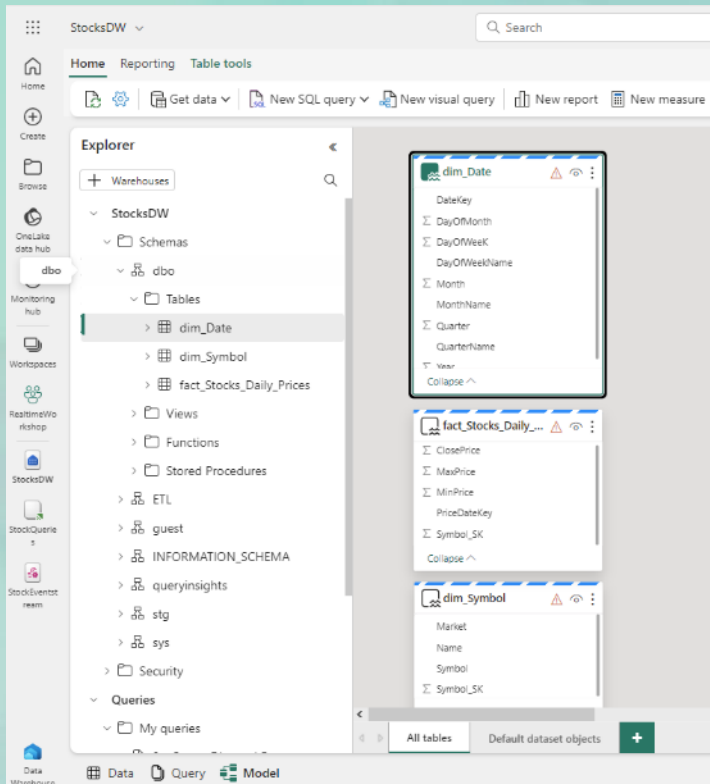 StocksDW
Search
Home Reporting Table tools
Get data New SQL query New visual query New report New measure
Home
Create
Browse
OneLake
data hub
dbo
Monitoring
hub
Workspaces
RealtimeWo
rkshop
StocksDW
StockQuerie
s
StockEventst
ream
Data
Warehouse
Explorer
Warehouses
StocksDW
Schemas
dbo
Tables
dim_Date
dim_Symbol
fact_Stocks_Daily_Prices
Views
Functions
Stored Procedures
ETL
guest
INFORMATION_SCHEMA
queryinsights
stg
sys
Security
Queries
My queries
dim_Date
DateKey
DayOfMonth
DayOfWeeK
DayOfWeekName
Month
MonthName
Quarter
QuarterName
Year
Collapse
fact_Stocks_Daily_...
ClosePrice
MaxPrice
MinPrice
PriceDateKey
Symbol_SK
Collapse
dim_Symbol
Market
Name
Symbol
Symbol_SK
All tables Default dataset objects
Data Query Model